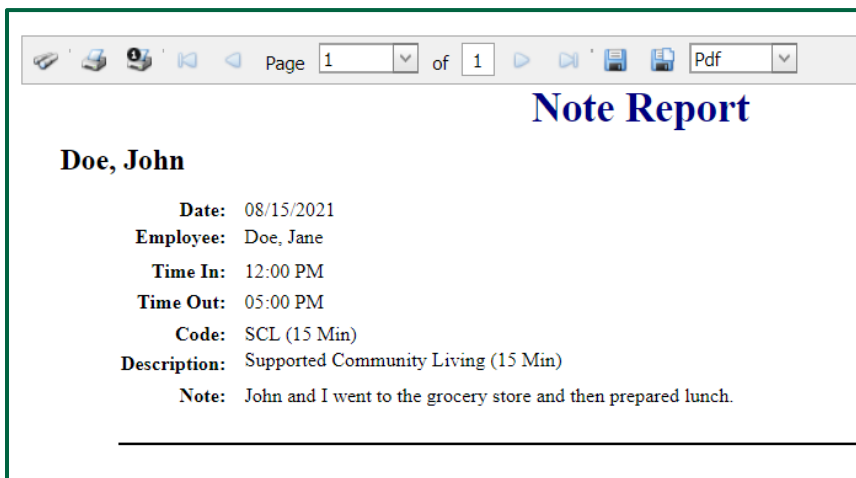 Page 1 of 1 Pdf
Note Report
Doe, John
Date: 08/15/2021
Employee: Doe, Jane
Time In: 12:00 PM
Time Out: 05:00 PM
Code: SCL (15 Min)
Description: Supported Community Living (15 Min)
Note: John and I went to the grocery store and then prepared lunch.